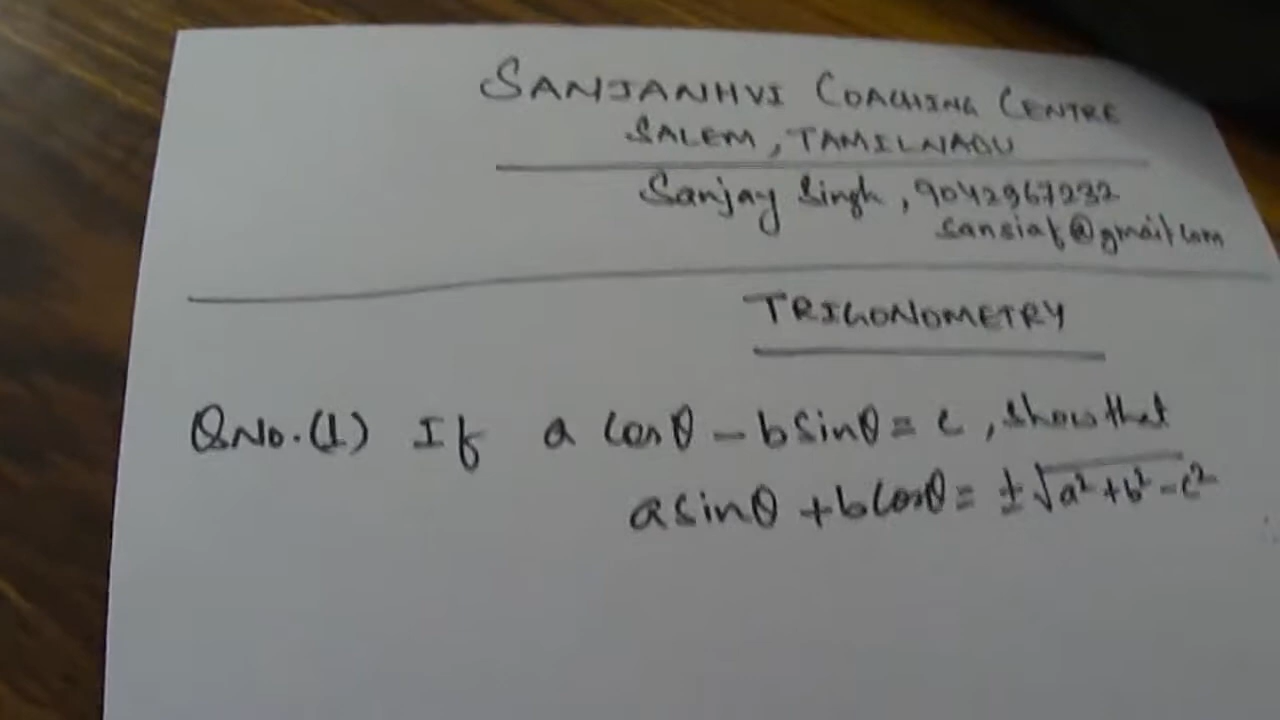 SANJANHVI COACHING CENTRE
SALEM, TAMILNADU
Sanjay Singh, 9042967232
sansiaf@gmail.com
TRIGONOMETRY
QNo.(1) If a cosθ - b sinθ = c, show that
a sinθ + b cosθ = ± √a² + b² - c²